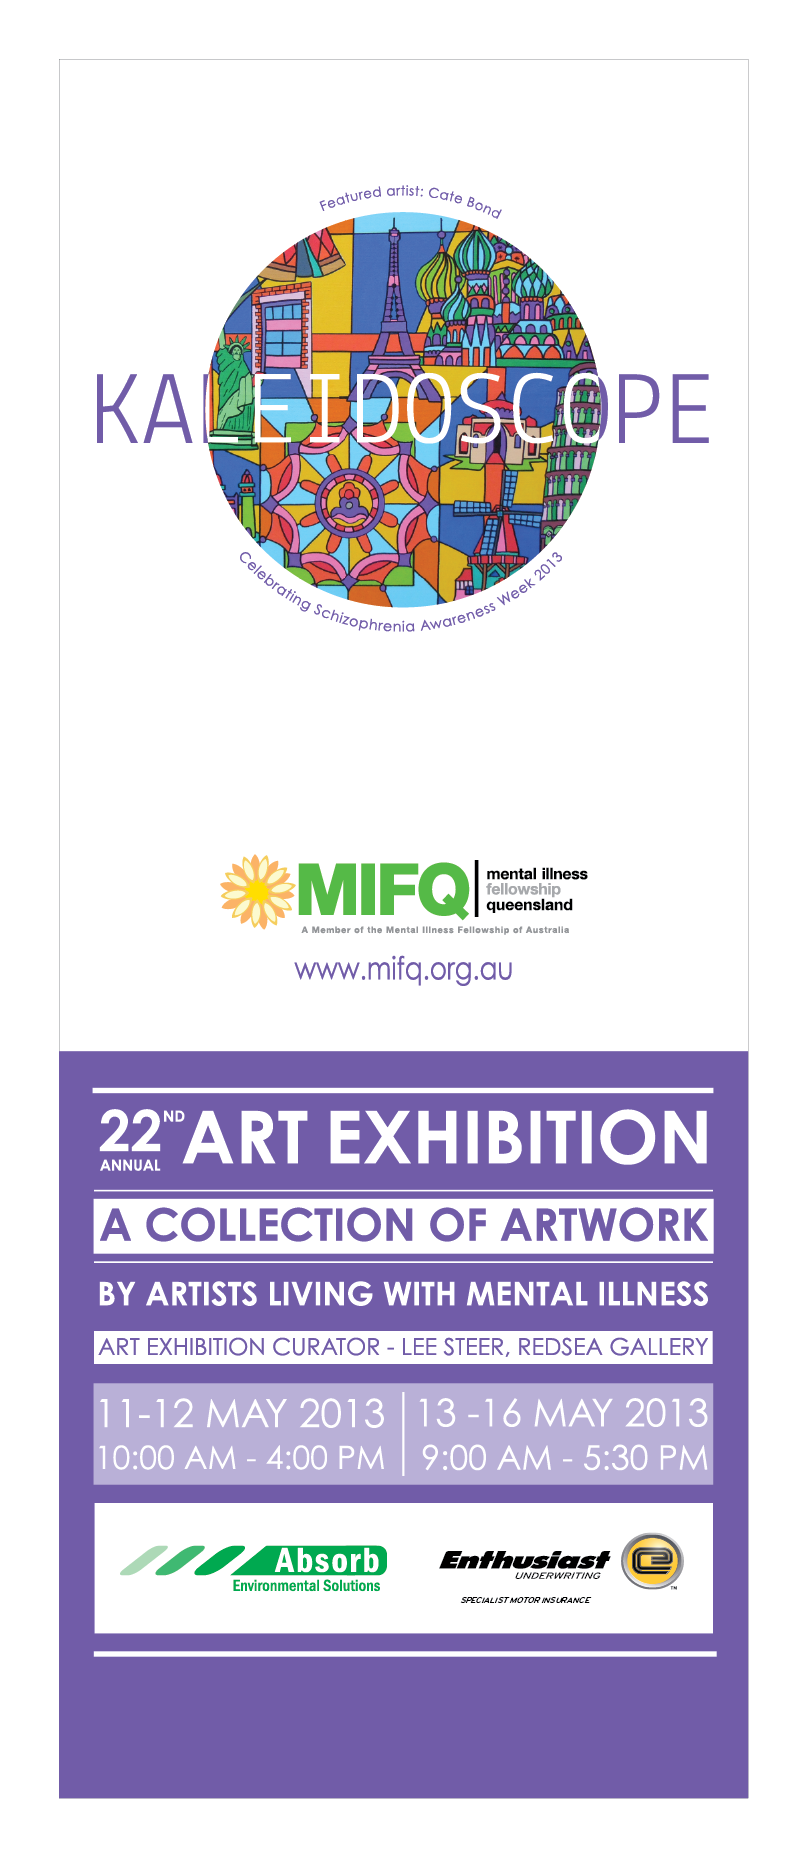 Featured artist: Cate Bond
KALEIDOSCOPE
Celebrating Schizophrenia Awareness Week 2013
MIFQ
mental illness
fellowship
queensland
A Member of the Mental Illness Fellowship of Australia
www.mifq.org.au
22ND ANNUAL ART EXHIBITION
A COLLECTION OF ARTWORK
BY ARTISTS LIVING WITH MENTAL ILLNESS
ART EXHIBITION CURATOR - LEE STEER, REDSEA GALLERY
11-12 MAY 2013
10:00 AM - 4:00 PM
13 -16 MAY 2013
9:00 AM - 5:30 PM
Absorb
Environmental Solutions
Enthusiast
UNDERWRITING
SPECIALIST MOTOR INSURANCE
e
TM